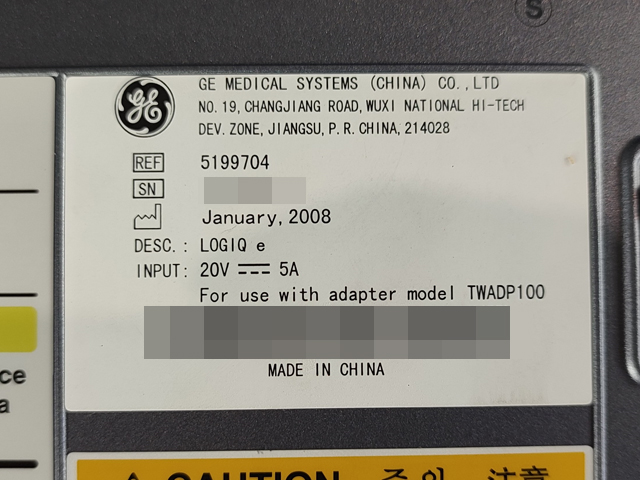 S
GE
GE MEDICAL SYSTEMS (CHINA) CO.,LTD
NO.19,CHANGJIANG ROAD,WUXI NATIONAL HI-TECH
DEV.ZONE,JIANGSU,P.R.CHINA,214028
REF 5199704
SN
January,2008
DESC.: LOGIQ e
INPUT: 20V 5A
For use with adapter model TWADP100
MADE IN CHINA
ce
a
CAUTION 주의 注意